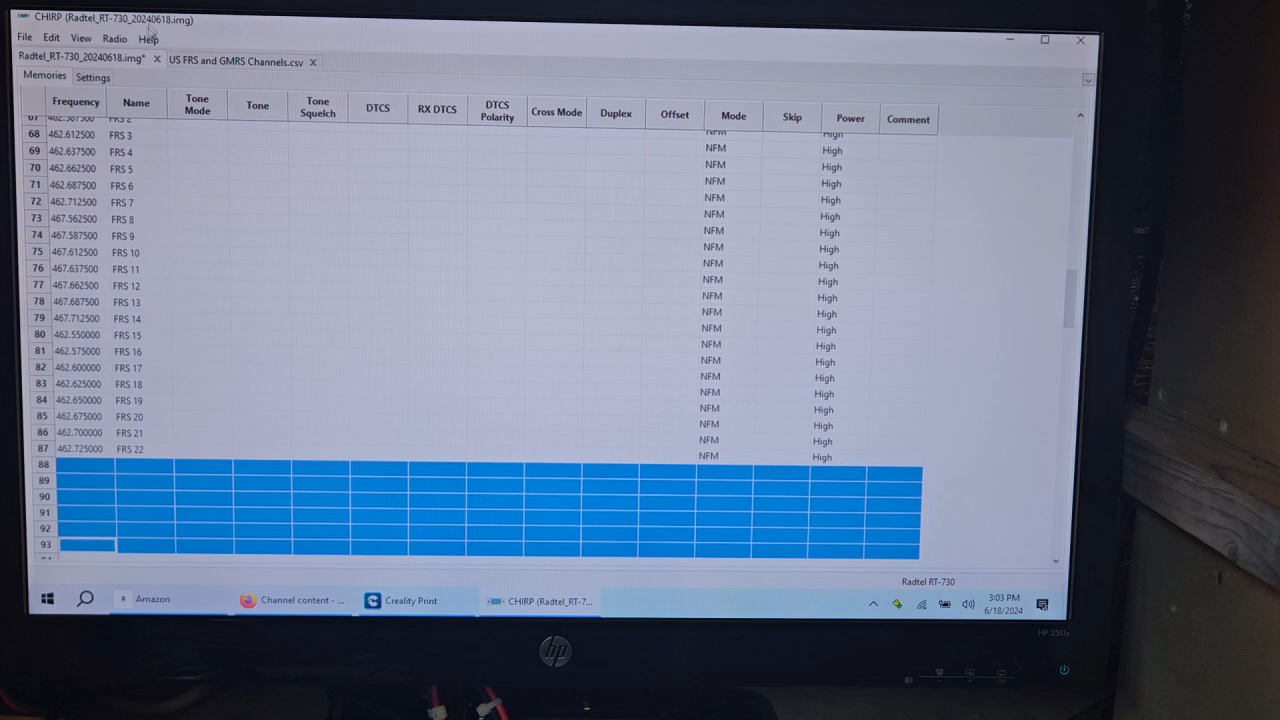 CHIRP (Radtel_RT-730_20240618.img)
File Edit View Radio Help
Radtel_RT-730_20240618.img* X US FRS and GMRS Channels.csv X
Memories Settings
Frequency Name Tone Mode Tone Tone Squelch DTCS RX DTCS DTCS Polarity Cross Mode Duplex Offset Mode Skip Power Comment
67 462.587500 FRS 2 NFM High
68 462.612500 FRS 3 NFM High
69 462.637500 FRS 4 NFM High
70 462.662500 FRS 5 NFM High
71 462.687500 FRS 6 NFM High
72 462.712500 FRS 7 NFM High
73 467.562500 FRS 8 NFM High
74 467.587500 FRS 9 NFM High
75 467.612500 FRS 10 NFM High
76 467.637500 FRS 11 NFM High
77 467.662500 FRS 12 NFM High
78 467.687500 FRS 13 NFM High
79 467.712500 FRS 14 NFM High
80 462.550000 FRS 15 NFM High
81 462.575000 FRS 16 NFM High
82 462.600000 FRS 17 NFM High
83 462.625000 FRS 18 NFM High
84 462.650000 FRS 19 NFM High
85 462.675000 FRS 20 NFM High
86 462.700000 FRS 21 NFM High
87 462.725000 FRS 22 NFM High
88
89
90
91
92
93
Radtel RT-730
a Amazon Channel content - ... Creality Print CHIRP (Radtel_RT-7... 3:03 PM
6/18/2024
hp
HP 2511x